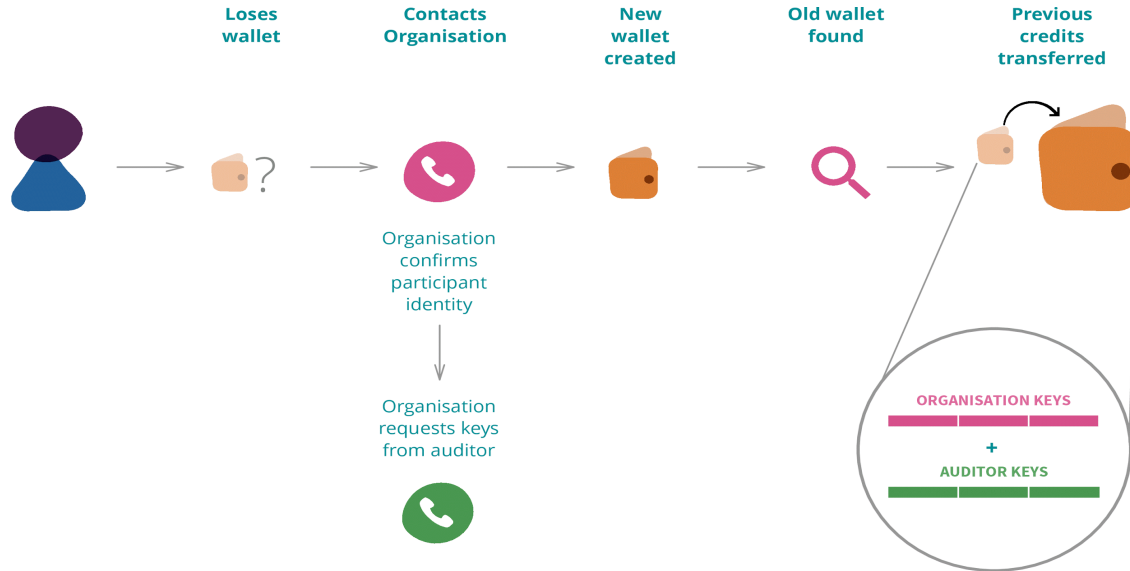 Loses
wallet
Contacts
Organisation
New
wallet
created
Old wallet
found
Previous
credits
transferred
?
Organisation
confirms
participant
identity
Organisation
requests keys
from auditor
ORGANISATION KEYS
+
AUDITOR KEYS